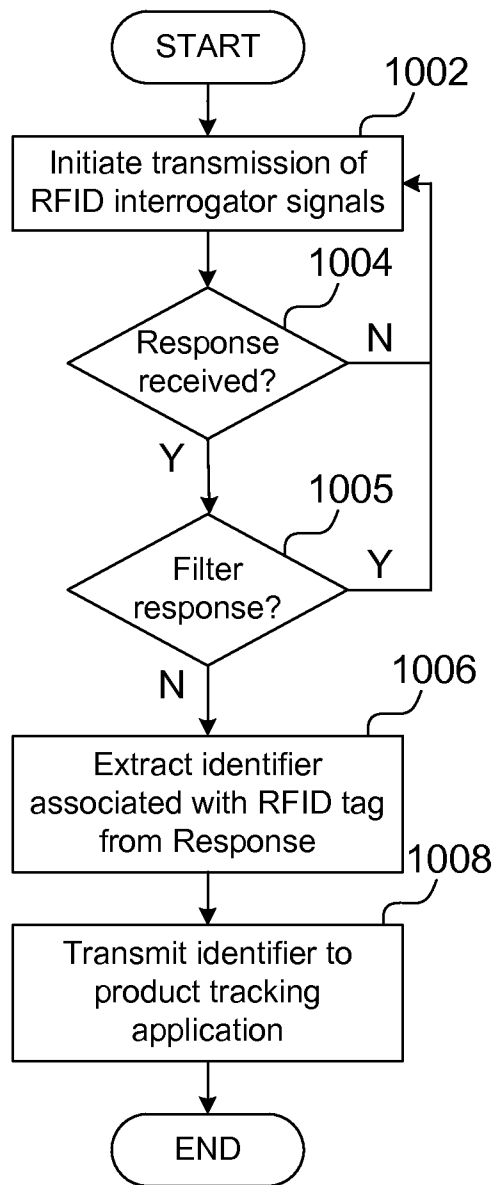 START
1002
Initiate transmission of
RFID interrogator signals
1004
Response
received?
N
Y
1005
Filter
response?
Y
N
1006
Extract identifier
associated with RFID tag
from Response
1008
Transmit identifier to
product tracking
application
END